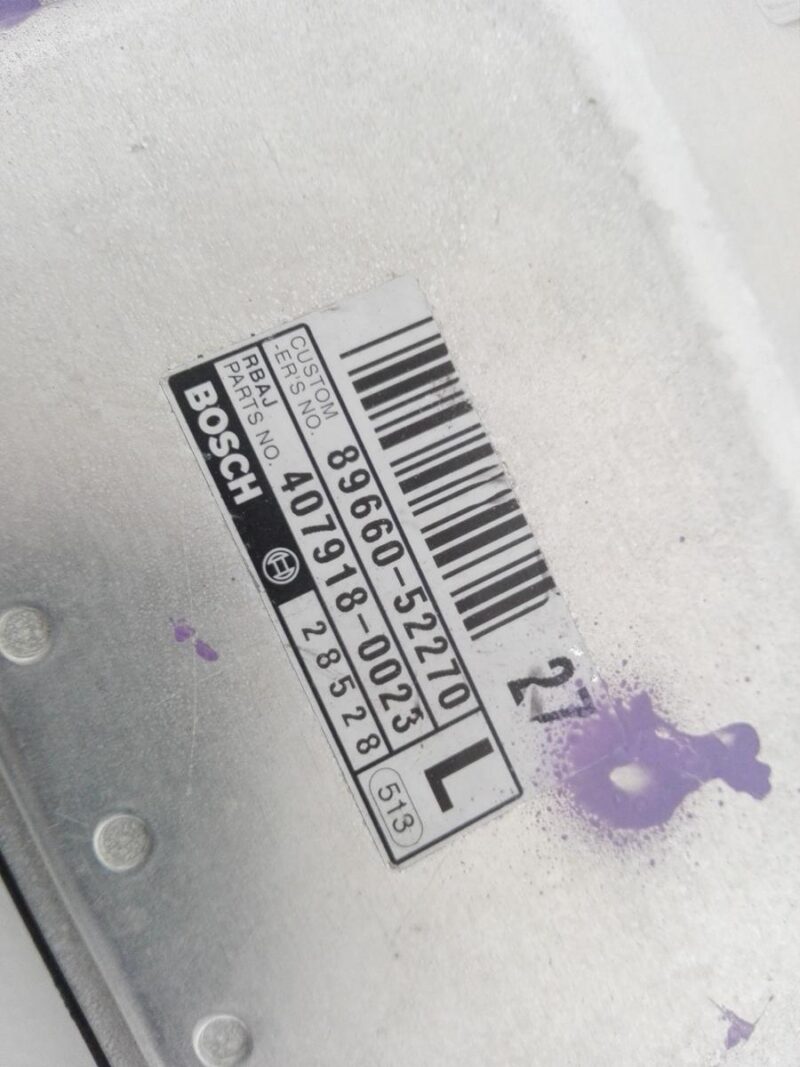 27
CUSTOM
-ER'S NO. 89660-52270 L
RBAJ
PARTS NO. 407918-0023
BOSCH 28528 513